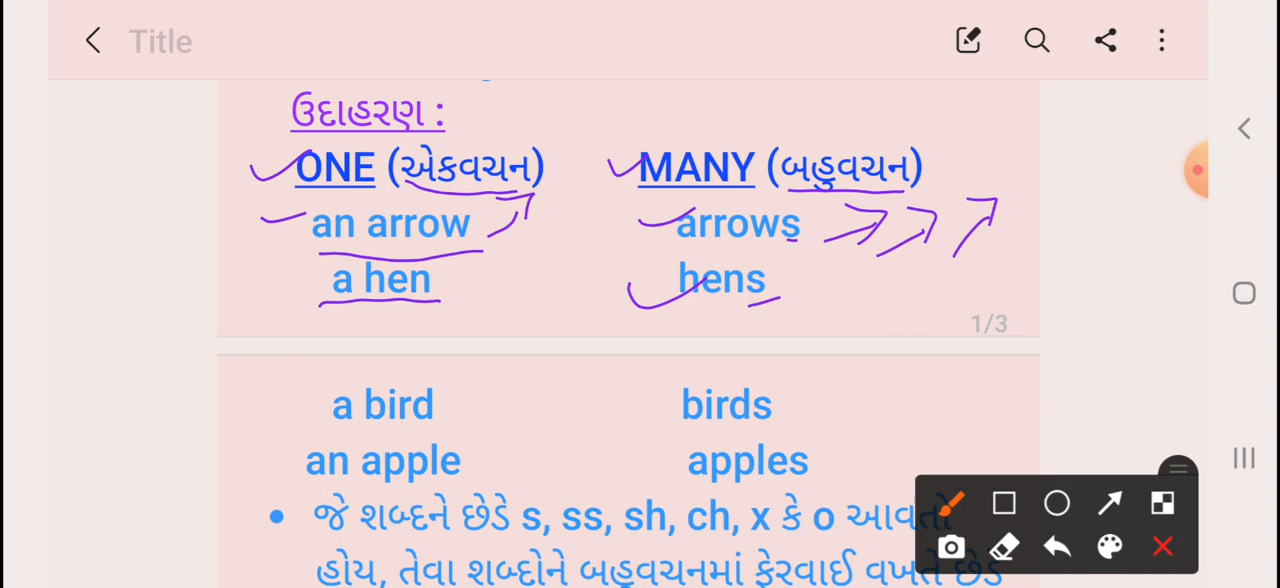 Title
ઉદાહરણ :
ONE (એકવચન) MANY (બહુવચન)
an arrow arrows
a hen hens
1/3
a bird birds
an apple apples
• જે શબ્દને છેડે s, ss, sh, ch, x કે o આવતો
હોય, તેવા શબ્દોને બહુવચનમાં ફેરવાઈ વખતે છેડે